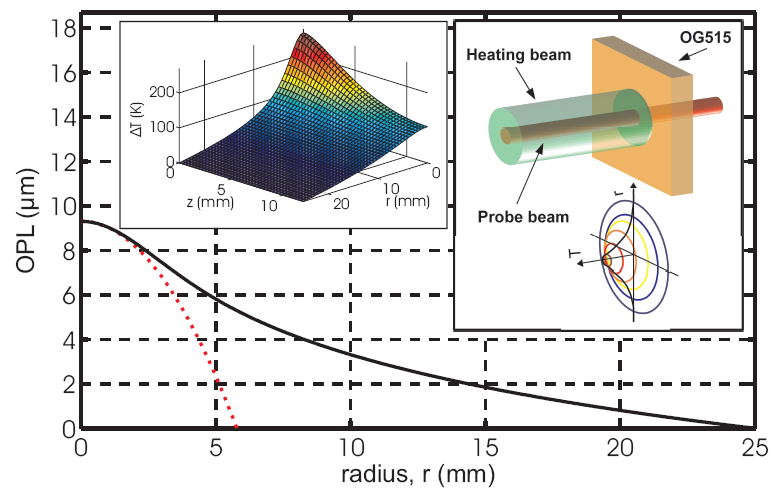 18
16
14
12
10
8
6
4
2
0
OPL (μm)
0
5
10
15
20
25
radius, r (mm)
200
100
0
ΔT (K)
0
5
10
z (mm)
20
10
0
r (mm)
OG515
Heating beam
Probe beam
r
T